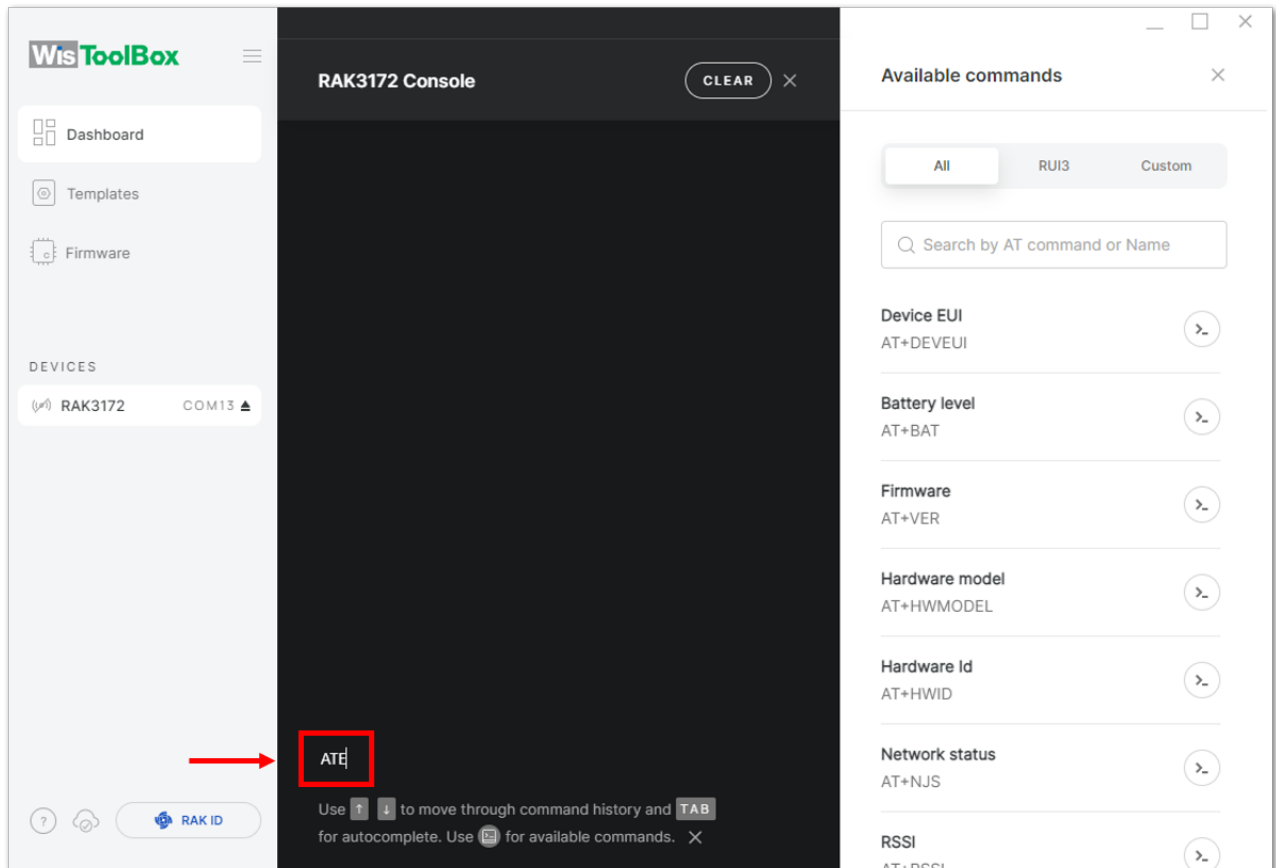 WisToolBox
Dashboard
Templates
Firmware
DEVICES
RAK3172 COM13
? RAK ID
RAK3172 Console CLEAR
ATE
Use ↑ ↓ to move through command history and TAB
for autocomplete. Use for available commands.
Available commands
All RUI3 Custom
Search by AT command or Name
Device EUI
AT+DEVEUI
Battery level
AT+BAT
Firmware
AT+VER
Hardware model
AT+HWMODEL
Hardware Id
AT+HWID
Network status
AT+NJS
RSSI
AT+RSSI